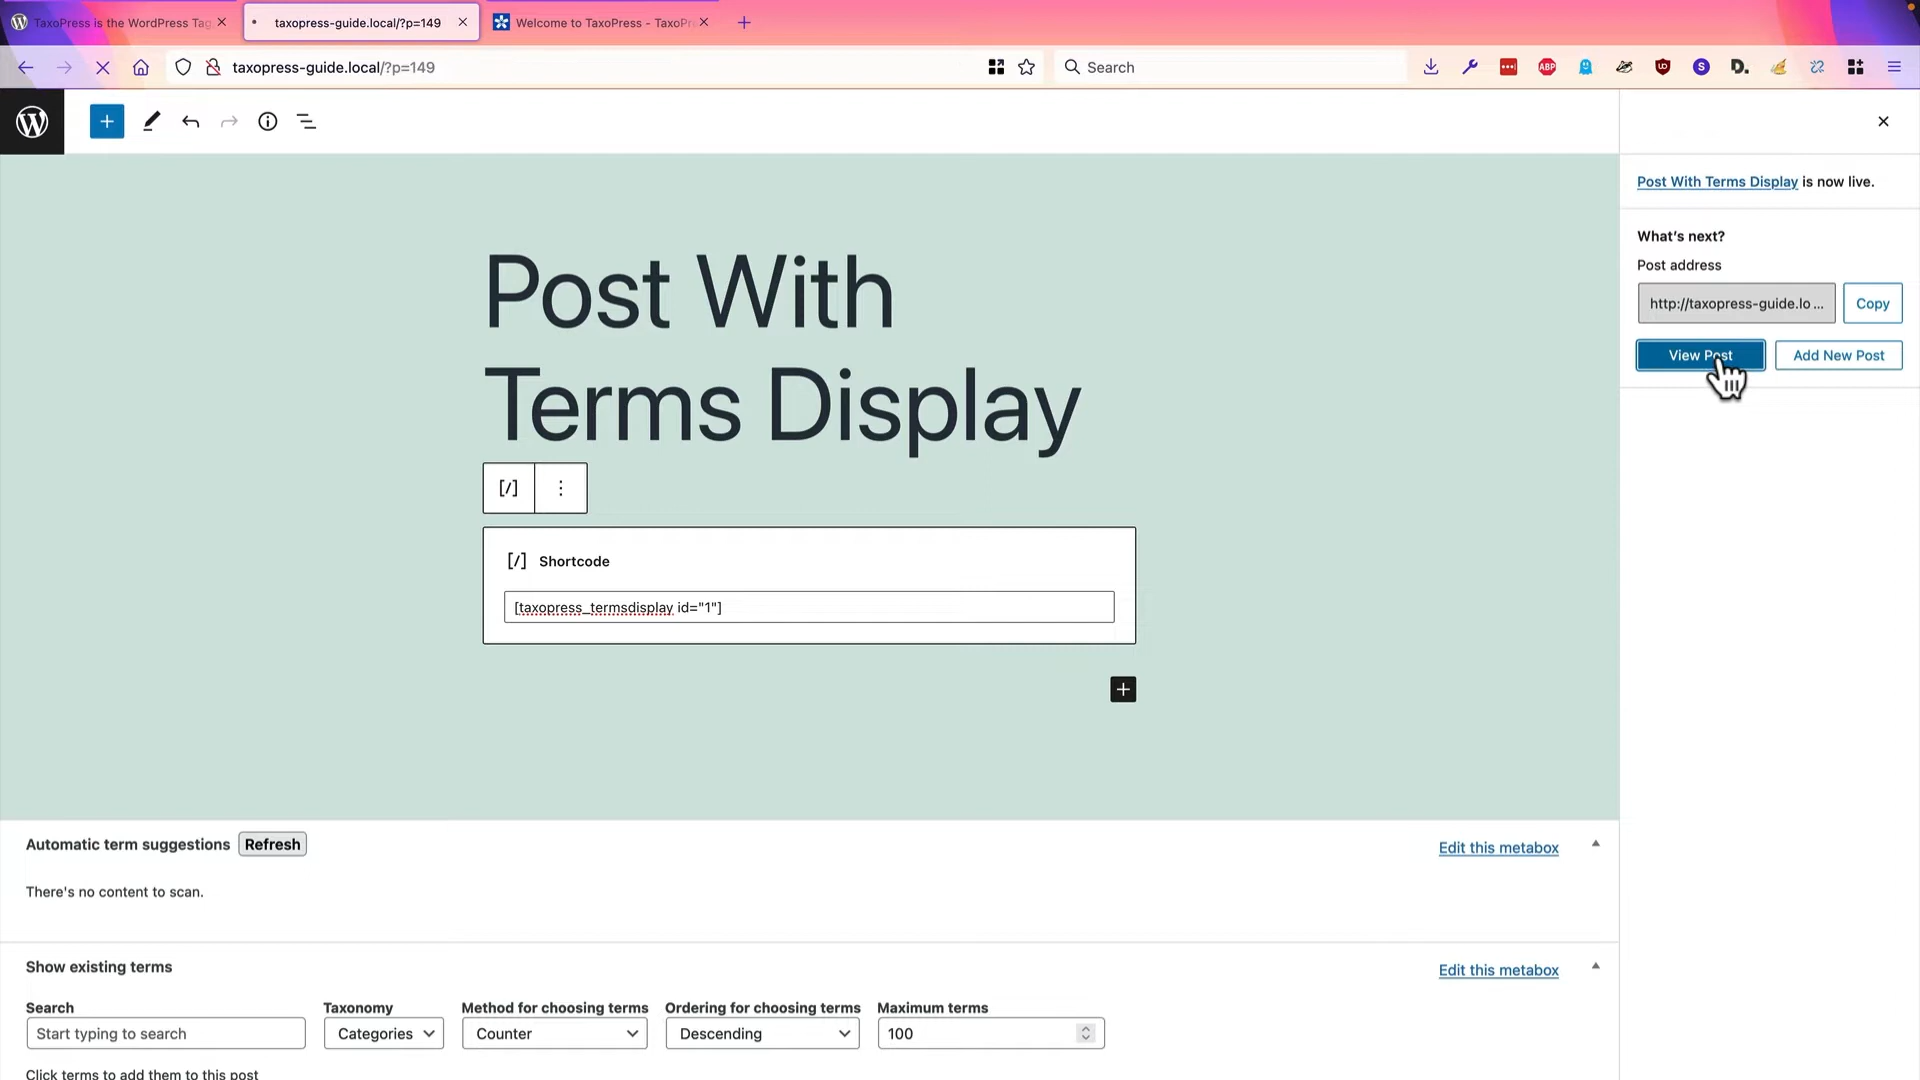 TaxoPress is the WordPress Tag
taxopress-guide.local/?p=149
Welcome to TaxoPress - TaxoPr
taxopress-guide.local/?p=149
Search
Post With Terms Display is now live.
What's next?
Post address
http://taxopress-guide.lo ...
Copy
View Post
Add New Post
Post With
Terms Display
[/]
[/] Shortcode
[taxopress_termsdisplay id="1"]
Automatic term suggestions
Refresh
Edit this metabox
There's no content to scan.
Show existing terms
Edit this metabox
Search
Taxonomy
Method for choosing terms
Ordering for choosing terms
Maximum terms
Start typing to search
Categories
Counter
Descending
100
Click terms to add them to this post